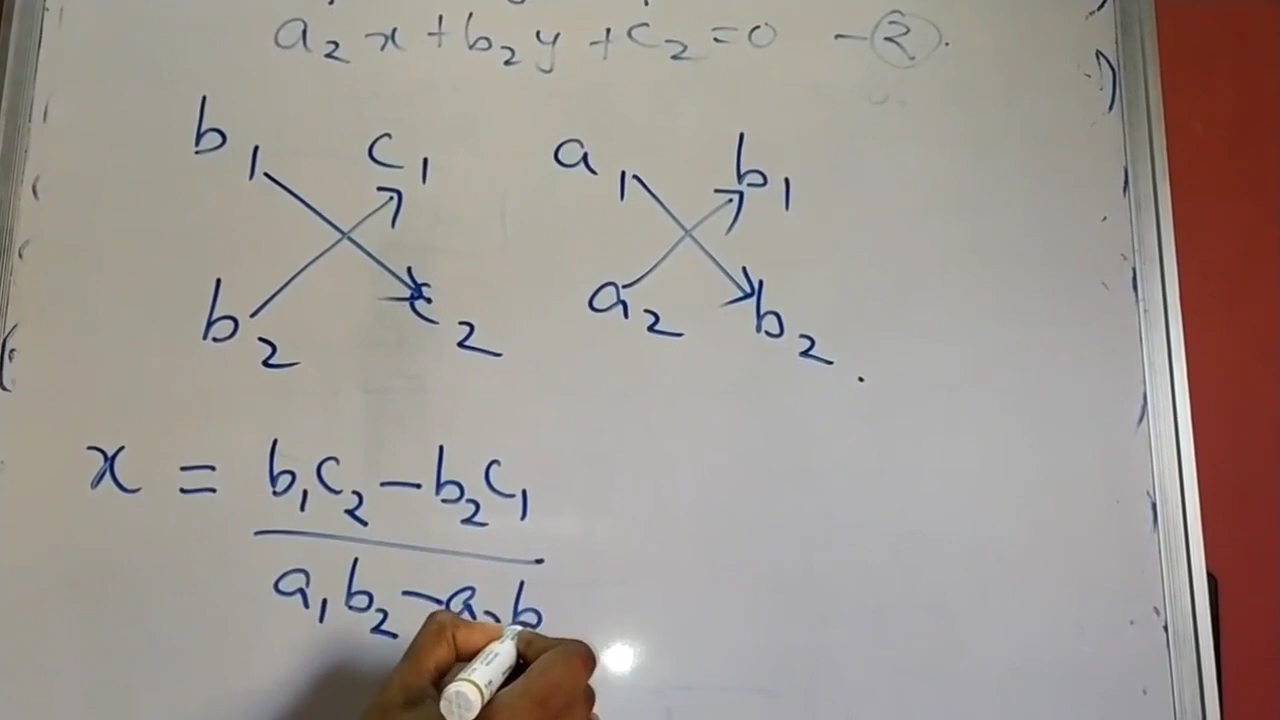 a₂x + b₂y + c₂ = 0 - ②.
b₁ c₁ a₁ b₁
b₂ c₂ a₂ b₂
x = b₁c₂ - b₂c₁
a₁b₂ - a₂b